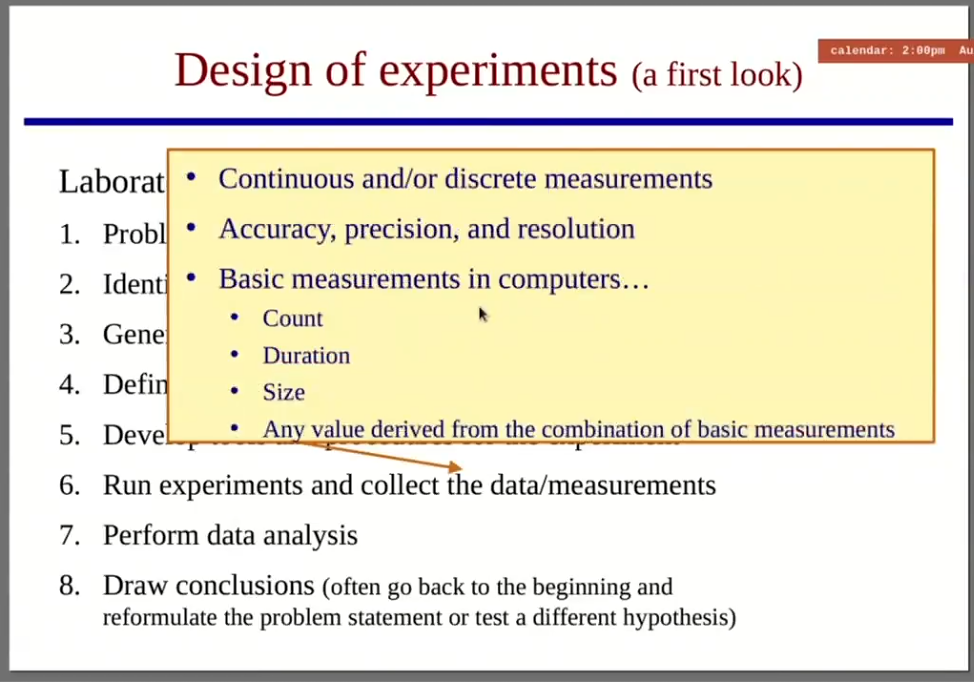 calendar: 2:00pm Au
Design of experiments (a first look)
Laborat
• Continuous and/or discrete measurements
• Accuracy, precision, and resolution
• Basic measurements in computers…
• Count
• Duration
• Size
• Any value derived from the combination of basic measurements
1. Probl
2. Identi
3. Gene
4. Defin
5. Deve
6. Run experiments and collect the data/measurements
7. Perform data analysis
8. Draw conclusions (often go back to the beginning and
reformulate the problem statement or test a different hypothesis)